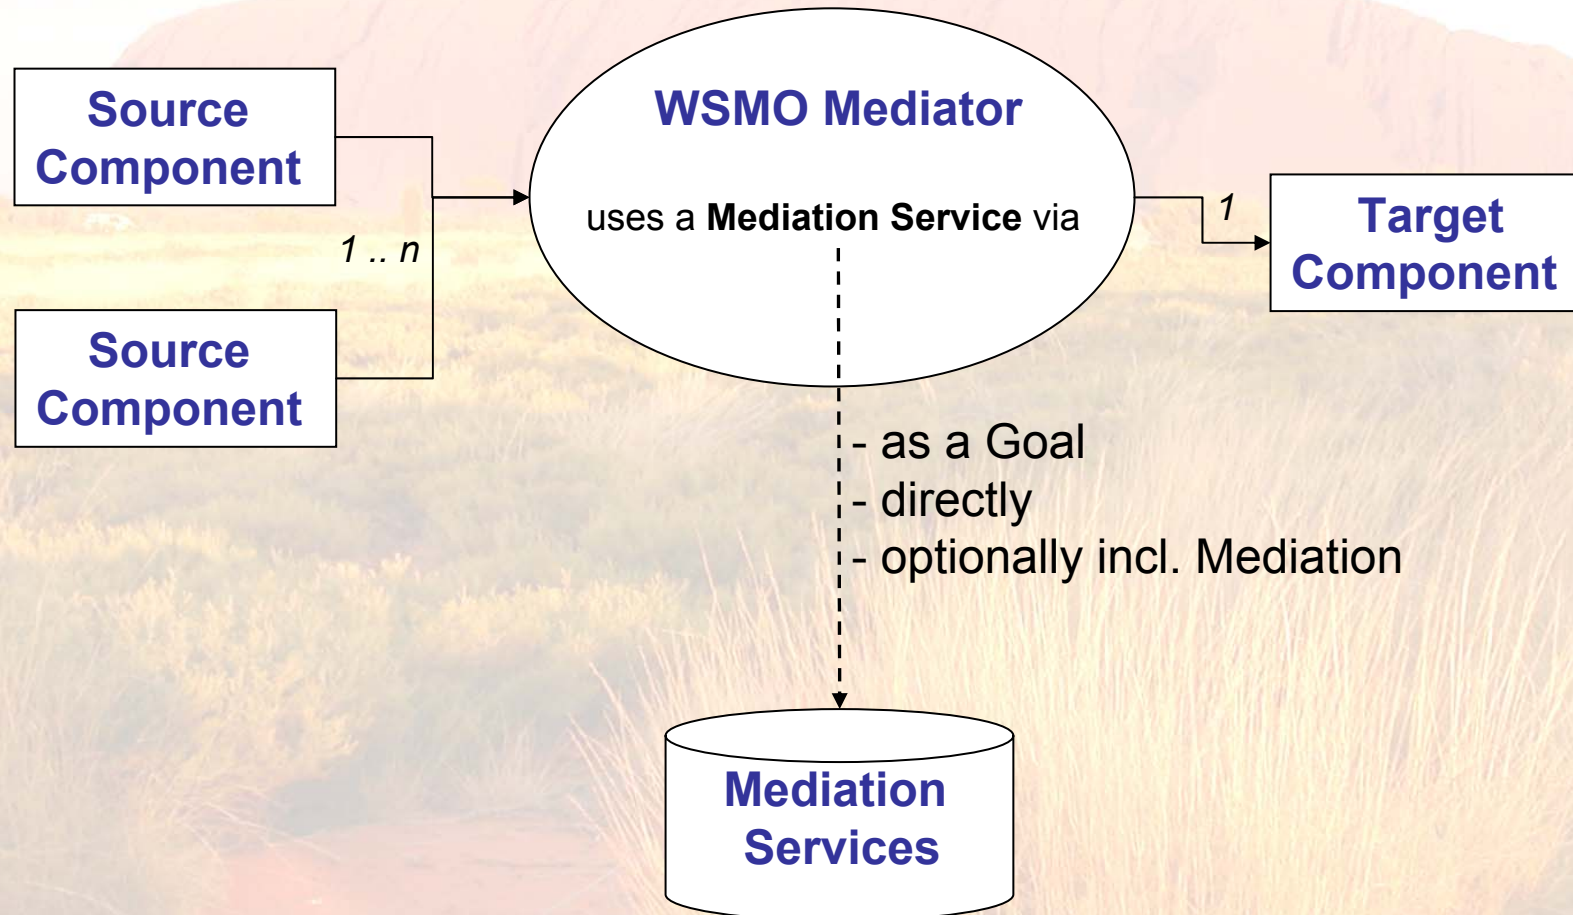 Source
Component
1 .. n
Source
Component
WSMO Mediator
uses a Mediation Service via
1
Target
Component
- as a Goal
- directly
- optionally incl. Mediation
Mediation
Services